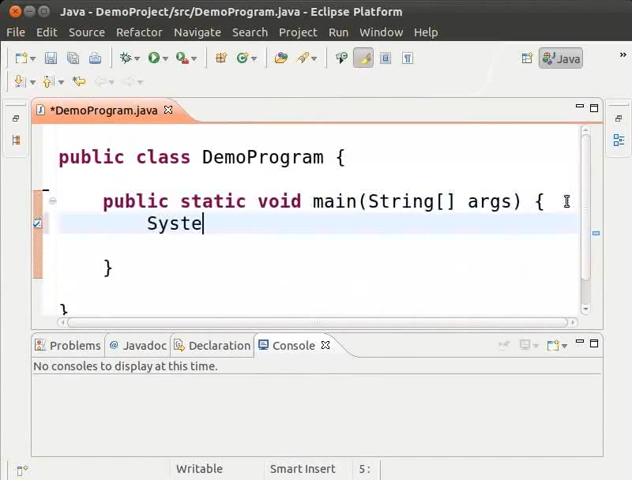 Java - DemoProject/src/DemoProgram.java - Eclipse Platform
File Edit Source Refactor Navigate Search Project Run Window Help
Java »
*DemoProgram.java
public class DemoProgram {
public static void main(String[] args) {
Syste
}
}
Problems @ Javadoc Declaration Console
No consoles to display at this time.
Writable Smart Insert 5 :